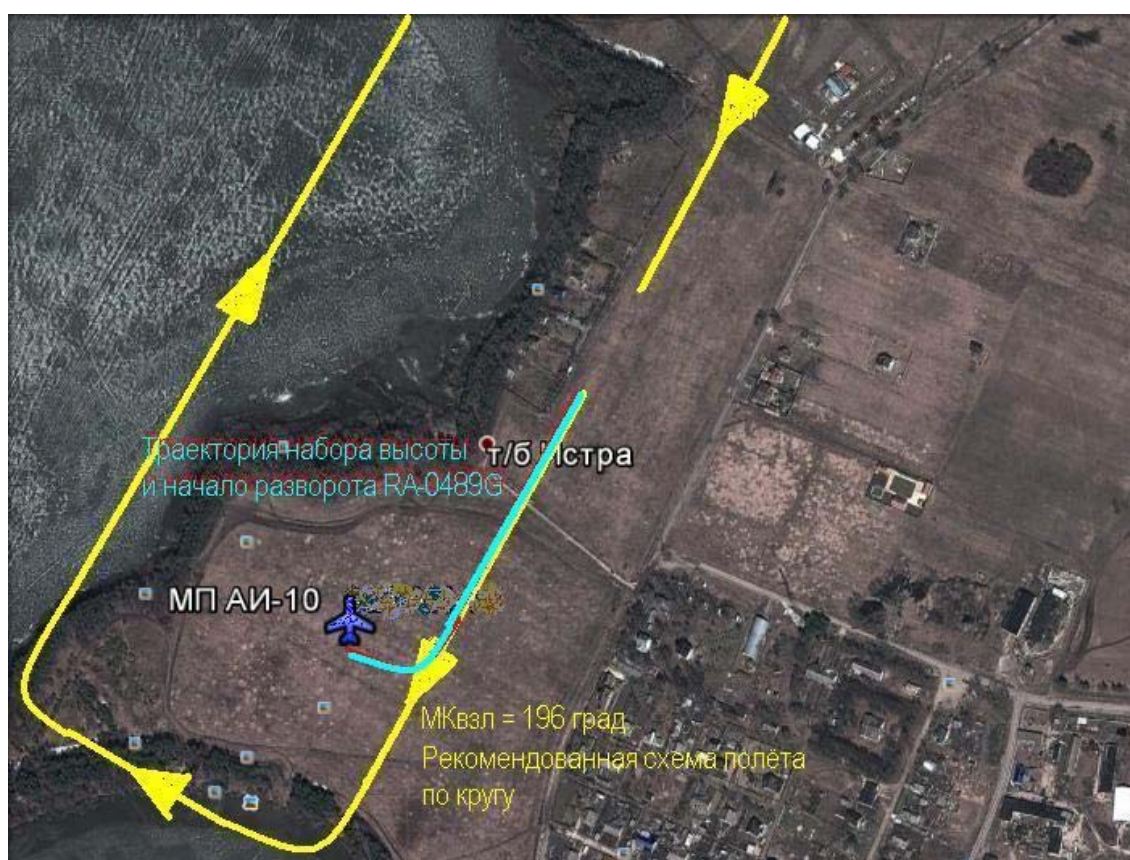 Траектория набора высоты
и начало разворота RA-0489G
т/б Истра
МП АИ-10
МКвзл = 196 град,
Рекомендованная схема полёта
по кругу